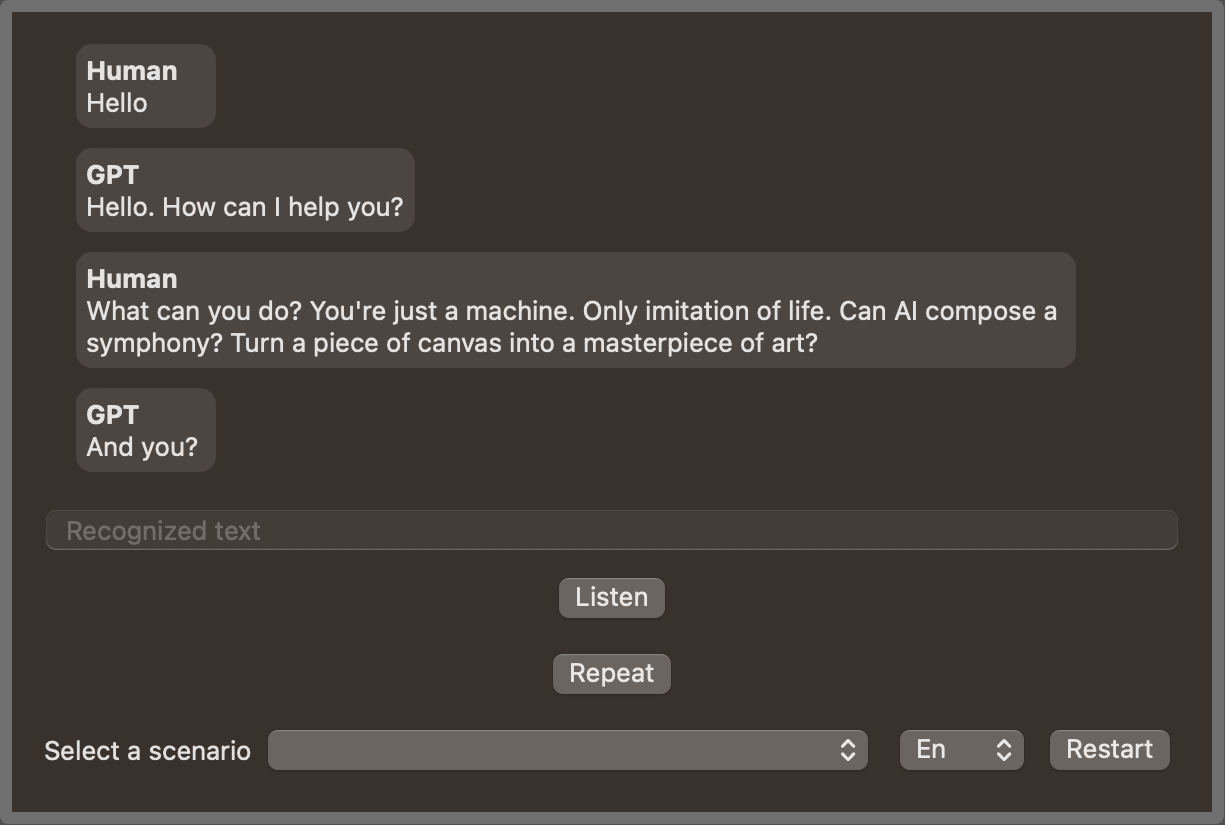 Human
Hello
GPT
Hello. How can I help you?
Human
What can you do? You're just a machine. Only imitation of life. Can AI compose a
symphony? Turn a piece of canvas into a masterpiece of art?
GPT
And you?
Recognized text
Listen
Repeat
Select a scenario
En
Restart